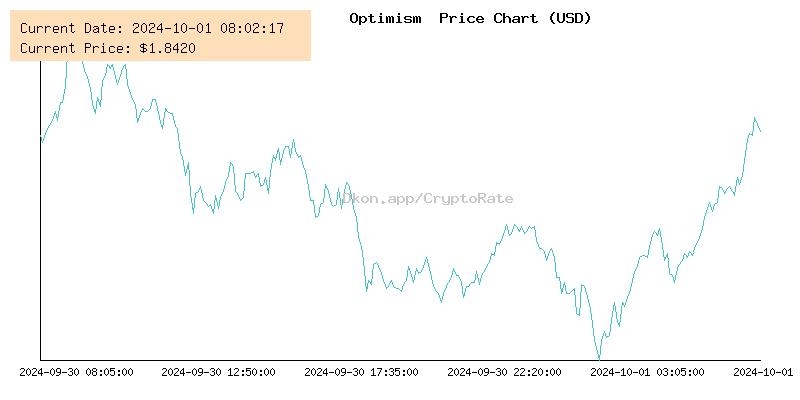 Optimism  Price Chart (USD)
Current Date: 2024-10-01 08:02:17
Current Price: $1.8420
Okon.app/CryptoRate
2024-09-30 08:05:00 2024-09-30 12:50:00 2024-09-30 17:35:00 2024-09-30 22:20:00 2024-10-01 03:05:00 2024-10-01